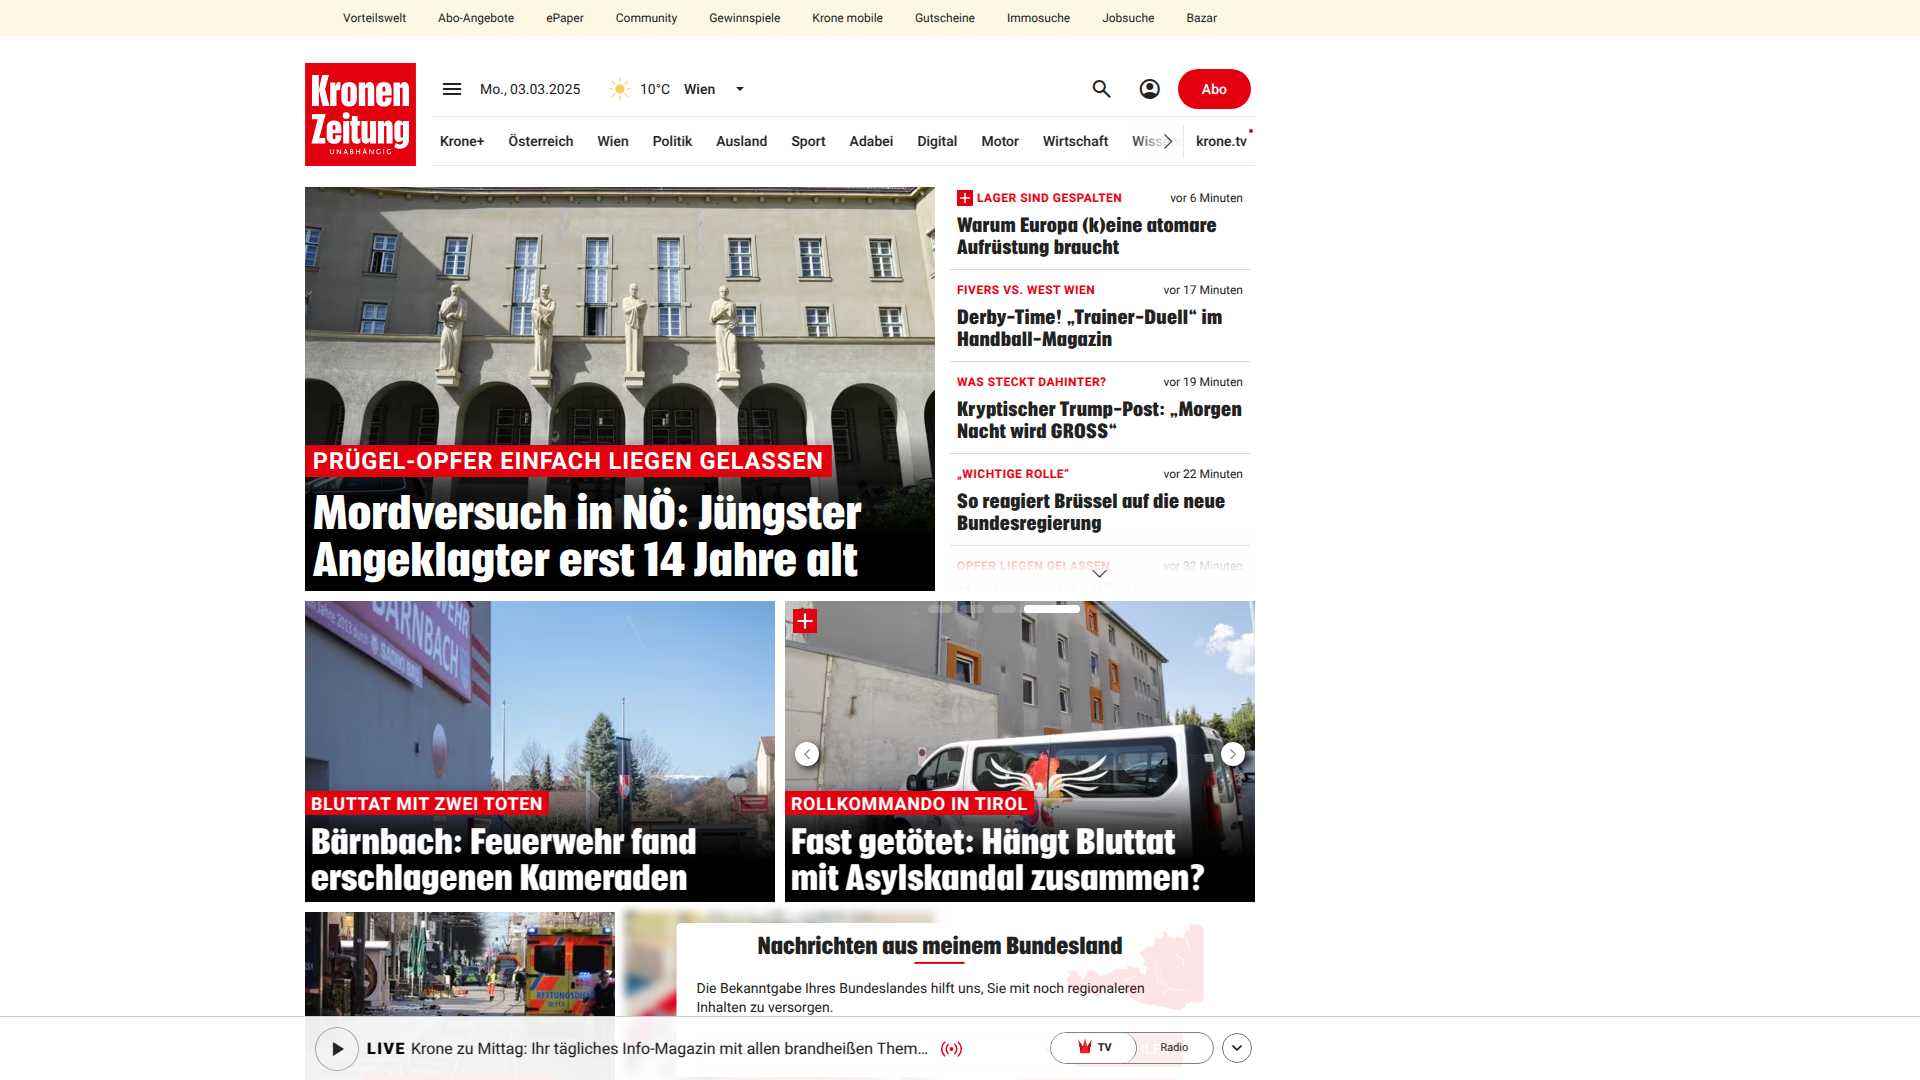 Vorteilswelt Abo-Angebote ePaper Community Gewinnspiele Krone mobile Gutscheine Immosuche Jobsuche Bazar
Kronen
Zeitung
UNABHÄNGIG
Mo., 03.03.2025 10°C Wien
Abo
Krone+ Österreich Wien Politik Ausland Sport Adabei Digital Motor Wirtschaft Wiss krone.tv
PRÜGEL-OPFER EINFACH LIEGEN GELASSEN
Mordversuch in NÖ: Jüngster
Angeklagter erst 14 Jahre alt
LAGER SIND GESPALTEN vor 6 Minuten
Warum Europa (k)eine atomare
Aufrüstung braucht
FIVERS VS. WEST WIEN vor 17 Minuten
Derby-Time! „Trainer-Duell“ im
Handball-Magazin
WAS STECKT DAHINTER? vor 19 Minuten
Kryptischer Trump-Post: „Morgen
Nacht wird GROSS“
„WICHTIGE ROLLE“ vor 22 Minuten
So reagiert Brüssel auf die neue
Bundesregierung
OPFER LIEGEN GELASSEN vor 32 Minuten
BÄRNBACH
BLUTTAT MIT ZWEI TOTEN
Bärnbach: Feuerwehr fand
erschlagenen Kameraden
ROLLKOMMANDO IN TIROL
Fast getötet: Hängt Bluttat
mit Asylskandal zusammen?
Nachrichten aus meinem Bundesland
Die Bekanntgabe Ihres Bundeslandes hilft uns, Sie mit noch regionaleren
Inhalten zu versorgen.
LIVE Krone zu Mittag: Ihr tägliches Info-Magazin mit allen brandheißen Them...
TV Radio